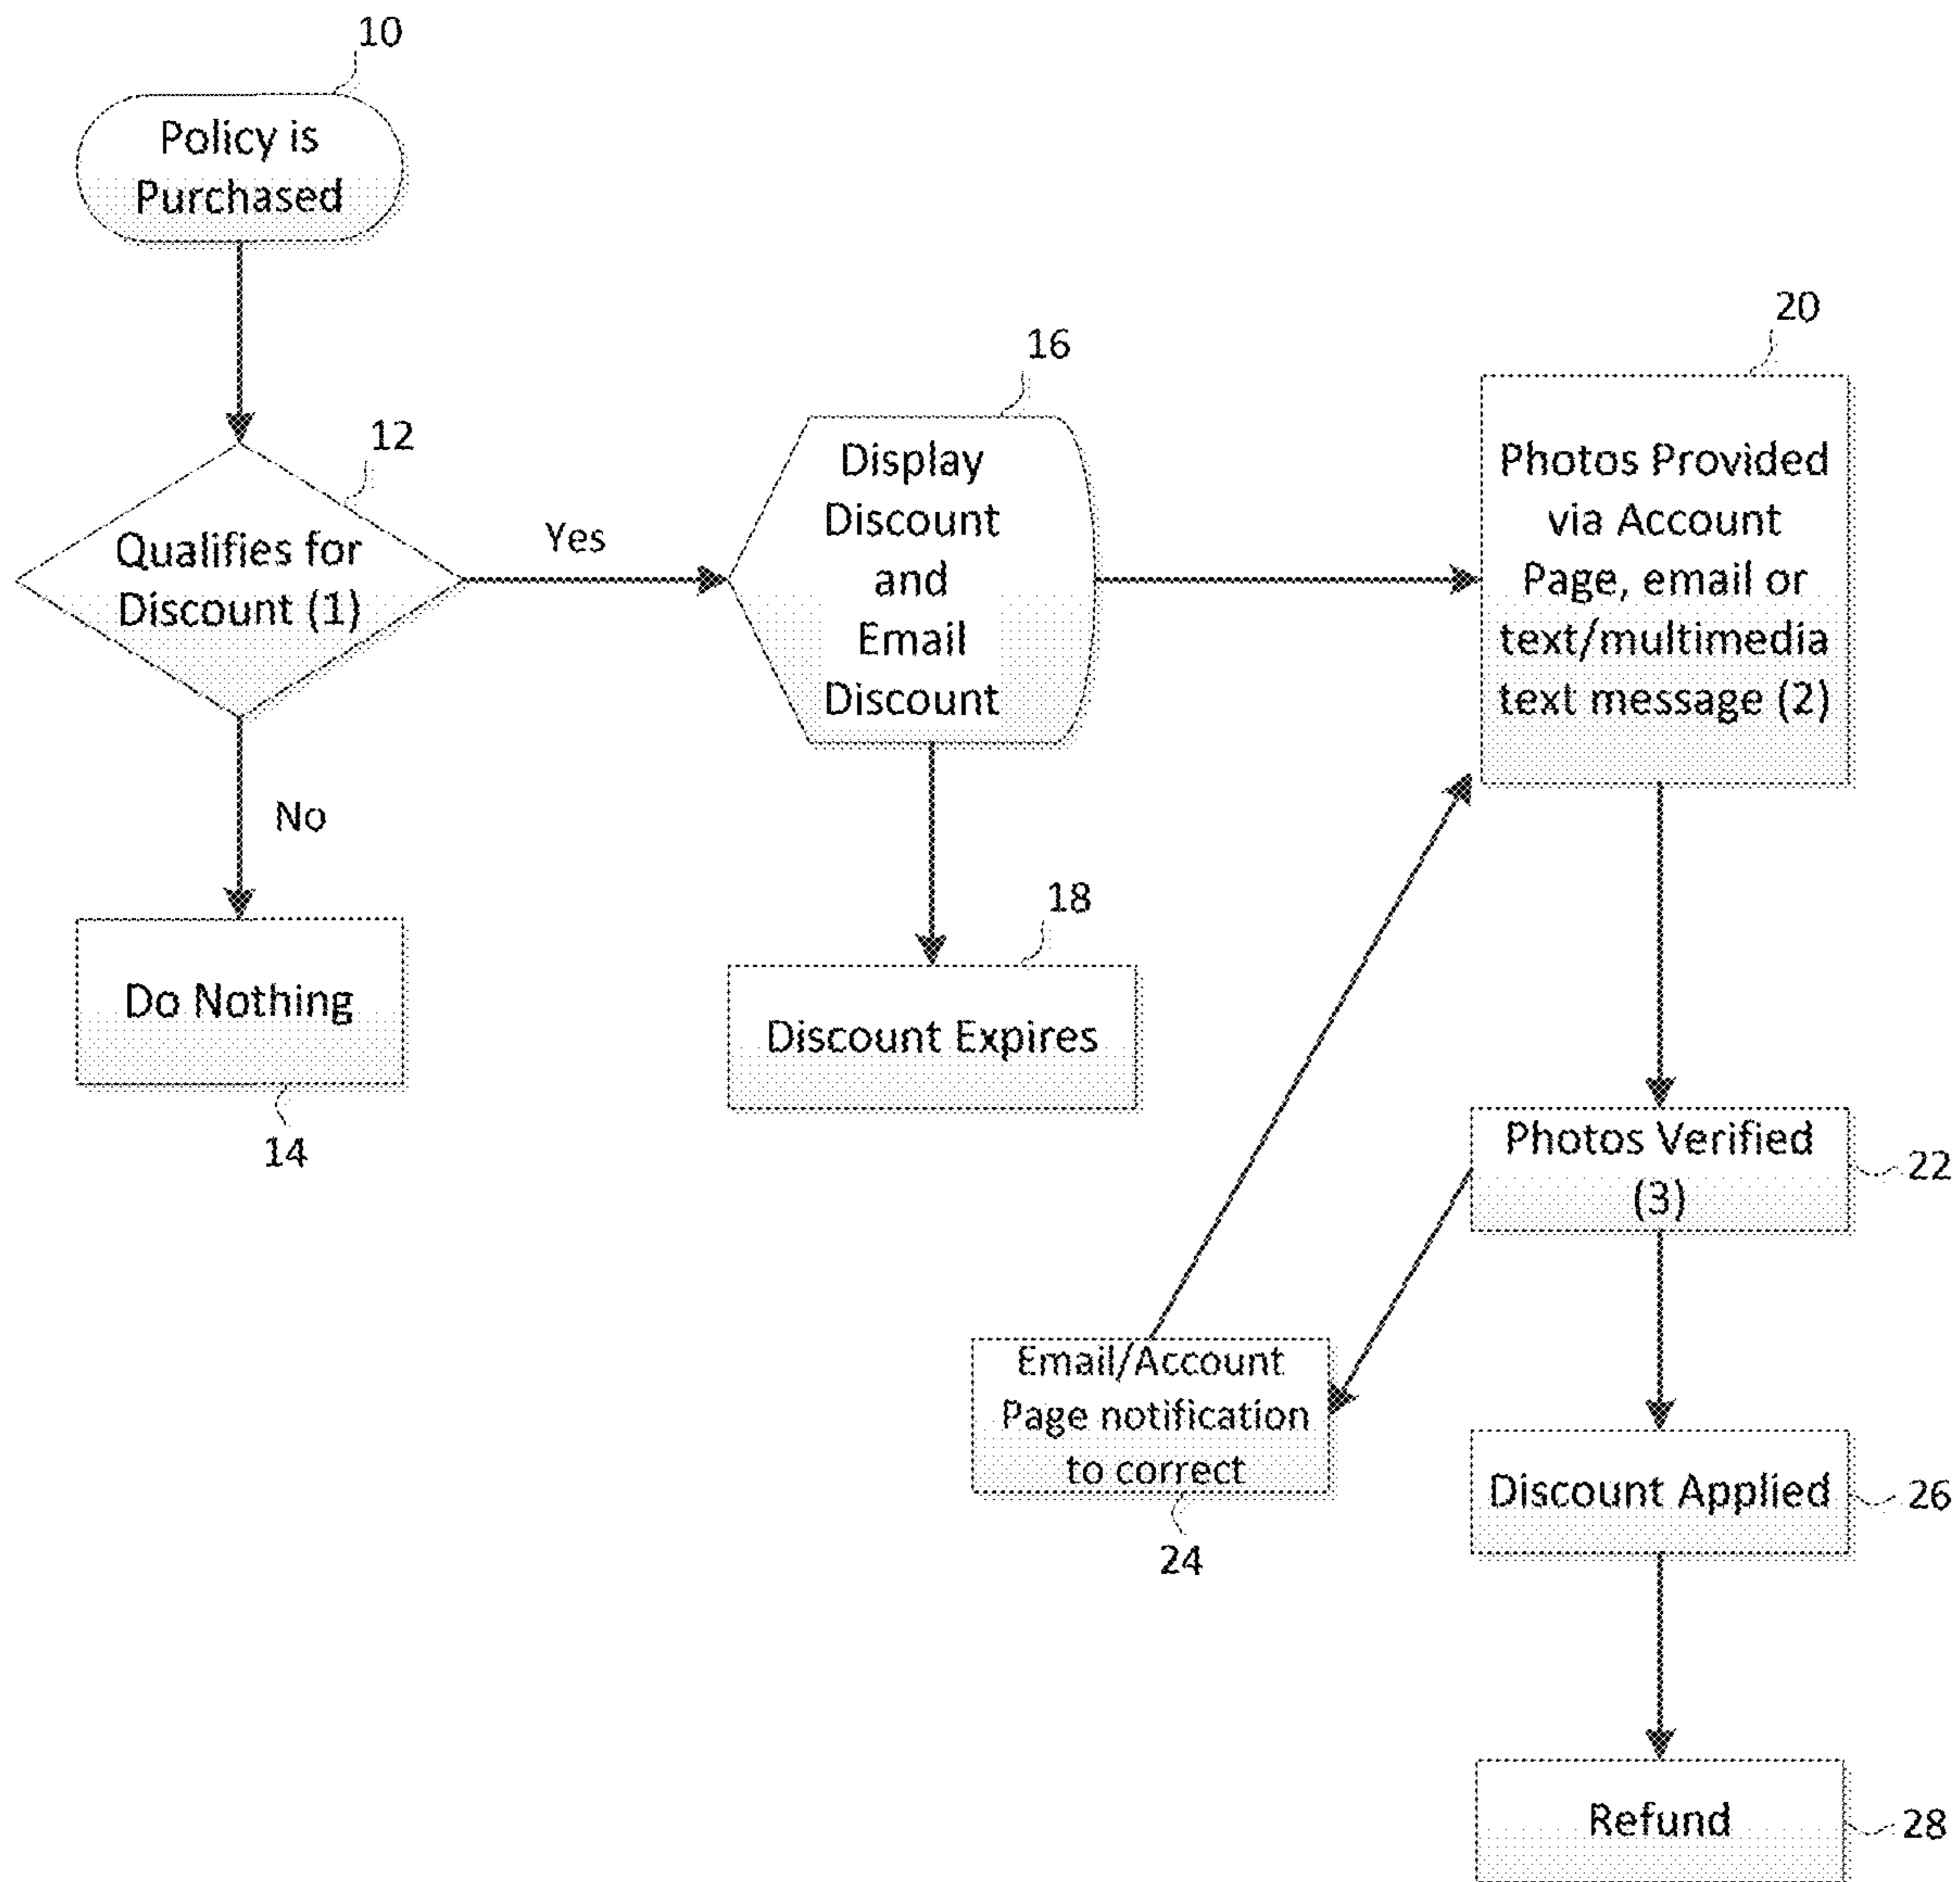 10
Policy is
Purchased
12
Qualifies for
Discount (1)
Yes
No
Do Nothing
14
16
Display
Discount
and
Email
Discount
18
Discount Expires
20
Photos Provided
via Account
Page, email or
text/multimedia
text message (2)
Photos Verified
(3)
22
Email/Account
Page notification
to correct
24
Discount Applied
26
Refund
28